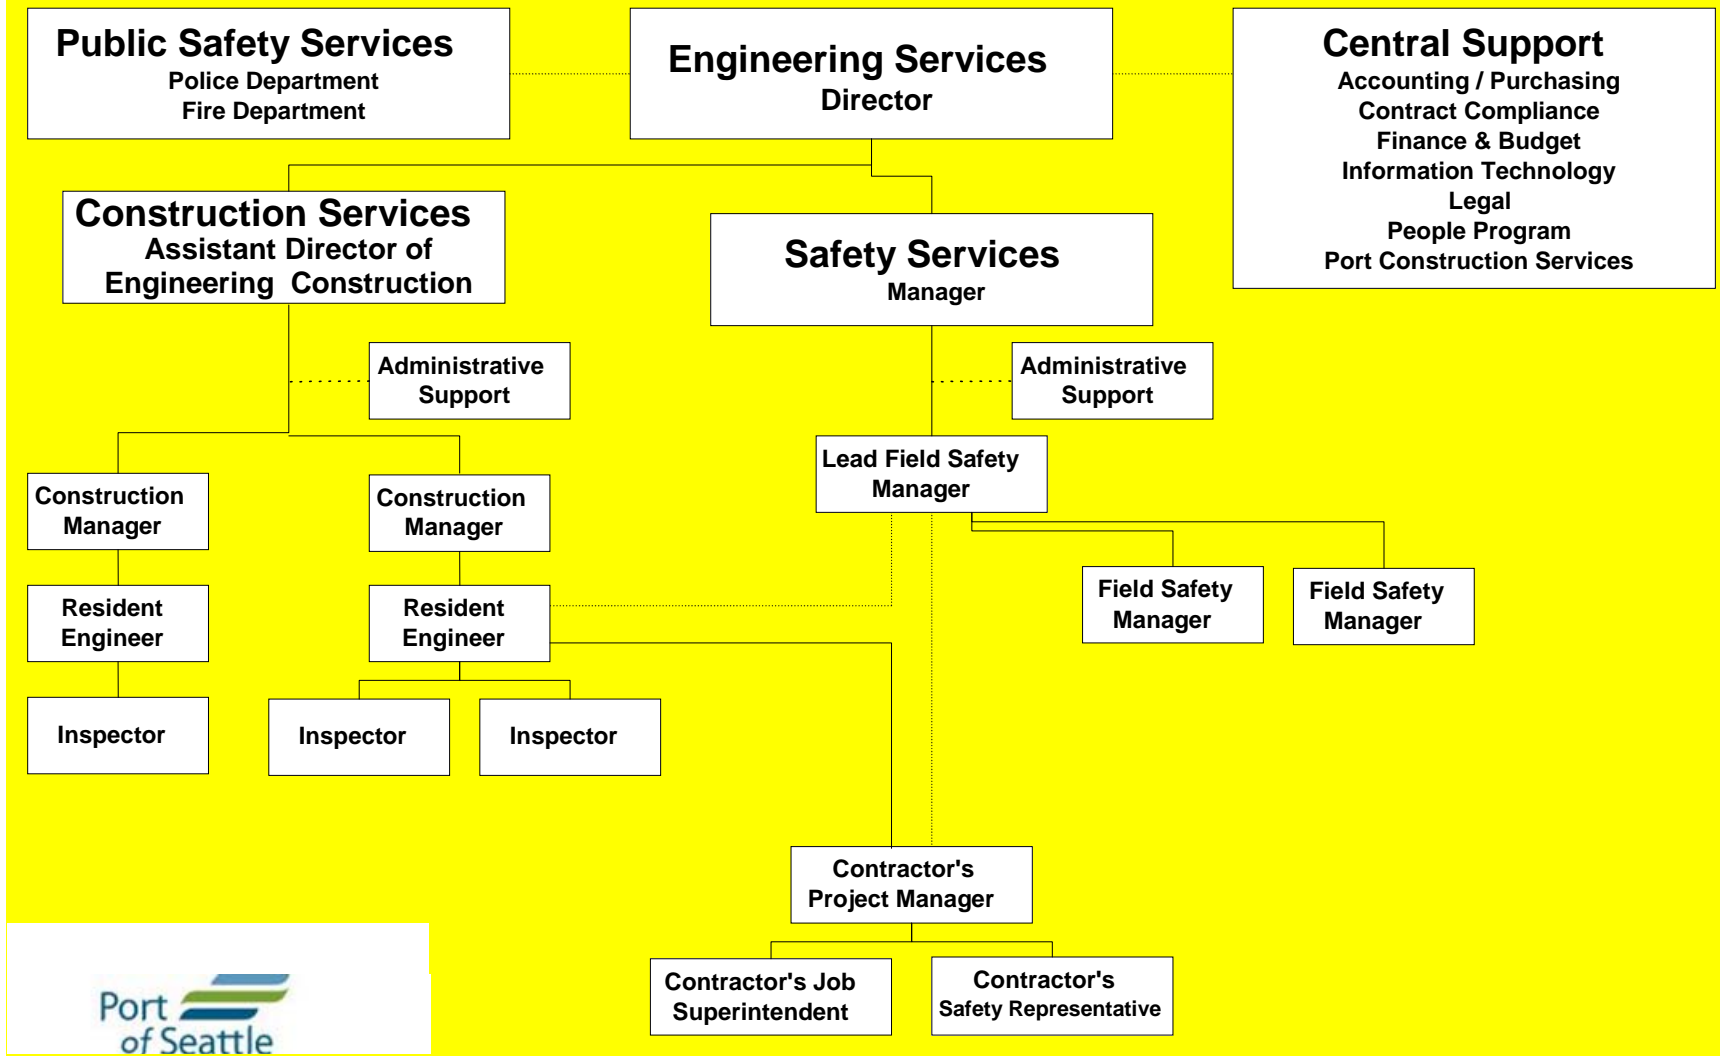 Public Safety Services
Police Department
Fire Department
Engineering Services
Director
Central Support
Accounting / Purchasing
Contract Compliance
Finance & Budget
Information Technology
Legal
People Program
Port Construction Services
Construction Services
Assistant Director of
Engineering Construction
Safety Services
Manager
Administrative
Support
Administrative
Support
Lead Field Safety
Manager
Construction
Manager
Construction
Manager
Field Safety
Manager
Field Safety
Manager
Resident
Engineer
Resident
Engineer
Inspector
Inspector
Inspector
Contractor's
Project Manager
Contractor's Job
Superintendent
Contractor's
Safety Representative
Port
of Seattle